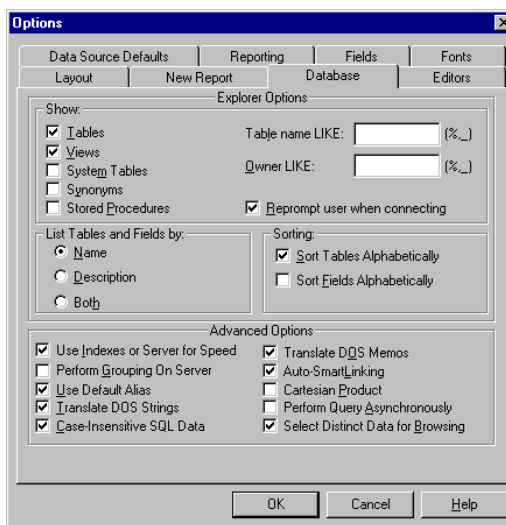 Options
Data Source Defaults Reporting Fields Fonts
Layout New Report Database Editors
Explorer Options
Show:
Tables
Views
System Tables
Synonyms
Stored Procedures
Table name LIKE: (%,_)
Owner LIKE: (%,_)
Reprompt user when connecting
List Tables and Fields by:
Name
Description
Both
Sorting:
Sort Tables Alphabetically
Sort Fields Alphabetically
Advanced Options
Use Indexes or Server for Speed
Perform Grouping On Server
Use Default Alias
Translate DOS Strings
Case-Insensitive SQL Data
Translate DOS Memos
Auto-SmartLinking
Cartesian Product
Perform Query Asynchronously
Select Distinct Data for Browsing
OK Cancel Help